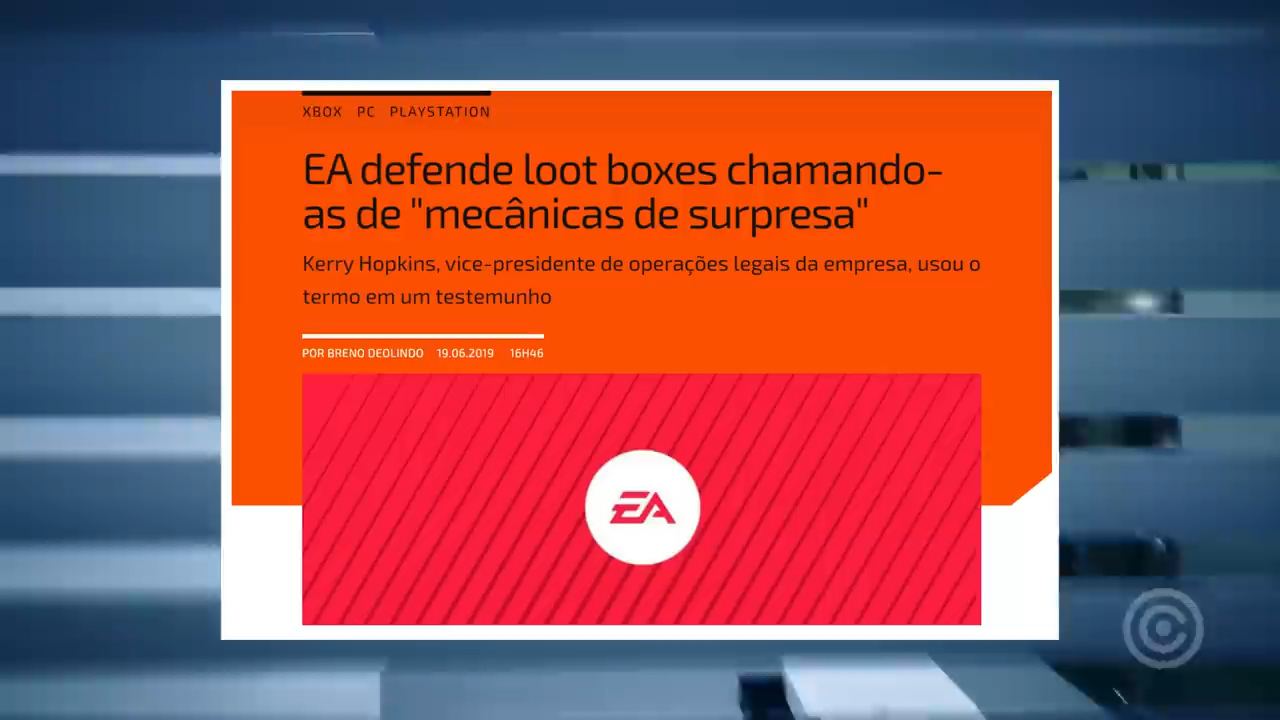 XBOX PC PLAYSTATION
EA defende loot boxes chamando-
as de "mecânicas de surpresa"
Kerry Hopkins, vice-presidente de operações legais da empresa, usou o
termo em um testemunho
POR BRENO DEOLINDO 19.06.2019 16H46
EA